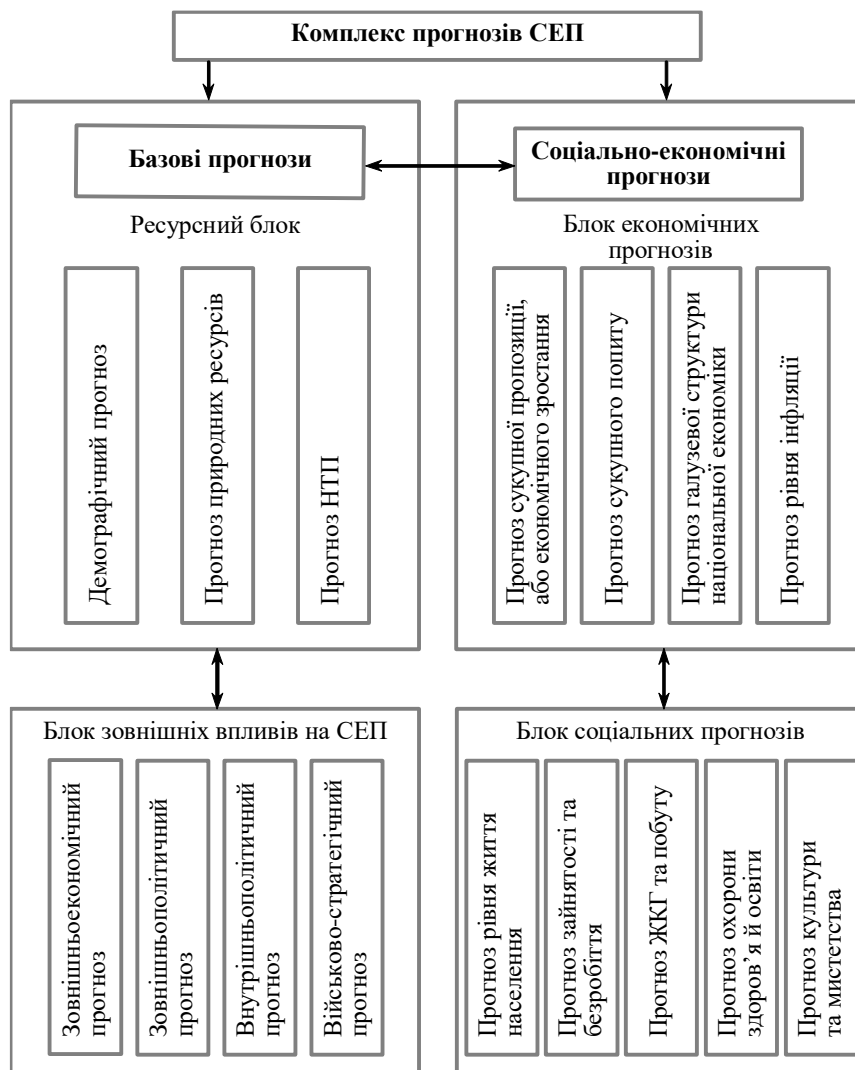 Комплекс прогнозів СЕП
Базові прогнози
Ресурсний блок
Демографічний прогноз
Прогноз природних ресурсів
Прогноз НТП
Соціально-економічні
прогнози
Блок економічних
прогнозів
Прогноз сукупної пропозиції,
або економічного зростання
Прогноз сукупного попиту
Прогноз галузевої структури
національної економіки
Прогноз рівня інфляції
Блок зовнішніх впливів на СЕП
Зовнішньоекономічний
прогноз
Зовнішньополітичний
прогноз
Внутрішньополітичний
прогноз
Військово-стратегічний
прогноз
Блок соціальних прогнозів
Прогноз рівня життя
населення
Прогноз зайнятості та
безробіття
Прогноз ЖКГ та побуту
Прогноз охорони
здоров’я й освіти
Прогноз культури
та мистетства